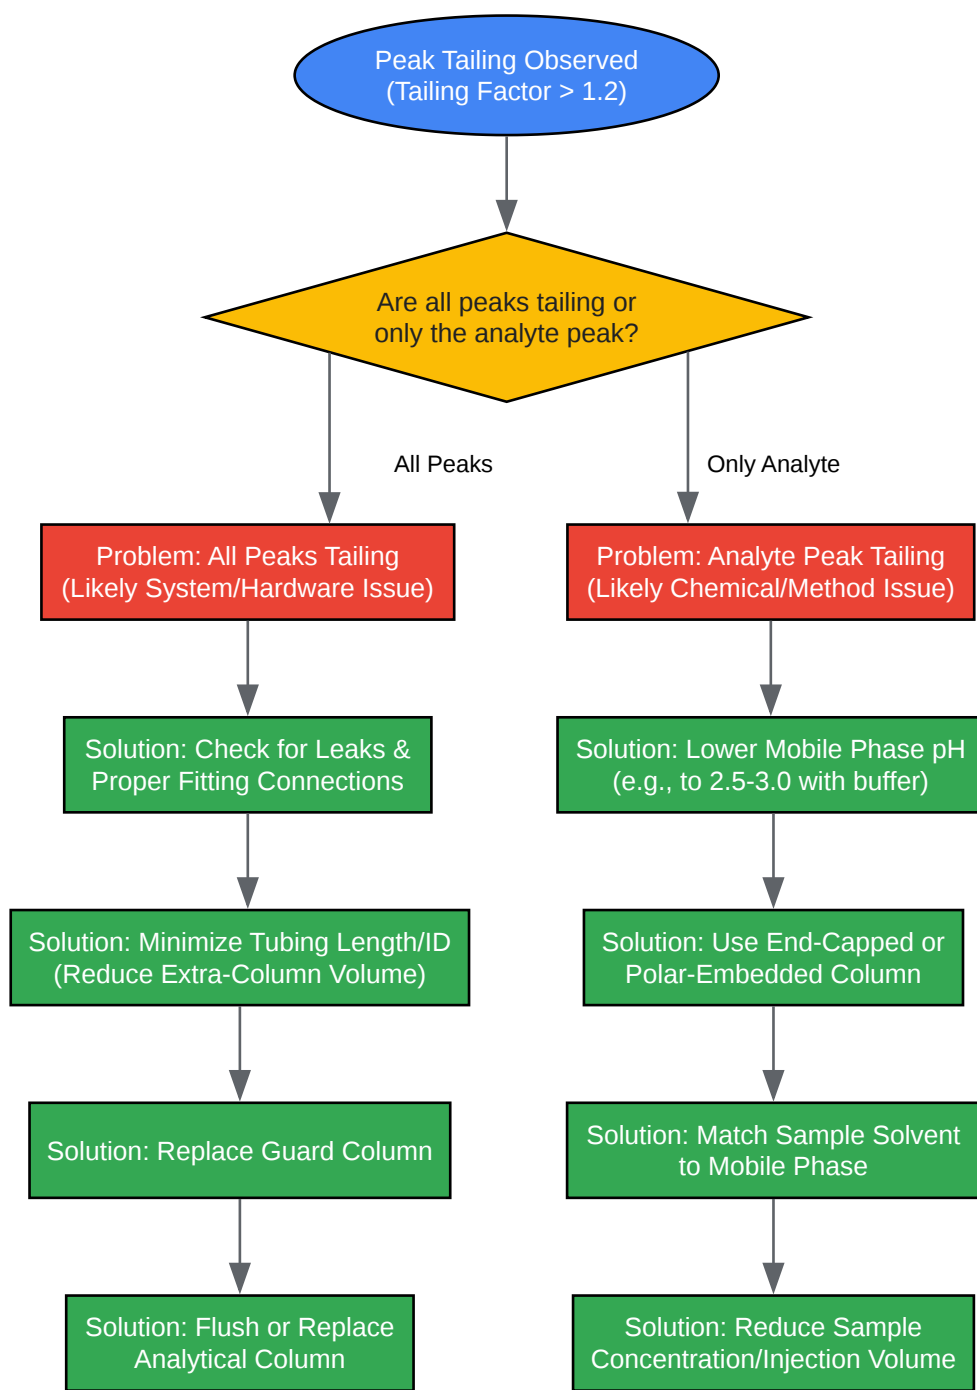 Peak Tailing Observed
(Tailing Factor > 1.2)
Are all peaks tailing or
only the analyte peak?
All Peaks
Only Analyte
Problem: All Peaks Tailing
(Likely System/Hardware Issue)
Problem: Analyte Peak Tailing
(Likely Chemical/Method Issue)
Solution: Check for Leaks &
Proper Fitting Connections
Solution: Lower Mobile Phase pH
(e.g., to 2.5-3.0 with buffer)
Solution: Minimize Tubing Length/ID
(Reduce Extra-Column Volume)
Solution: Use End-Capped or
Polar-Embedded Column
Solution: Replace Guard Column
Solution: Match Sample Solvent
to Mobile Phase
Solution: Flush or Replace
Analytical Column
Solution: Reduce Sample
Concentration/Injection Volume